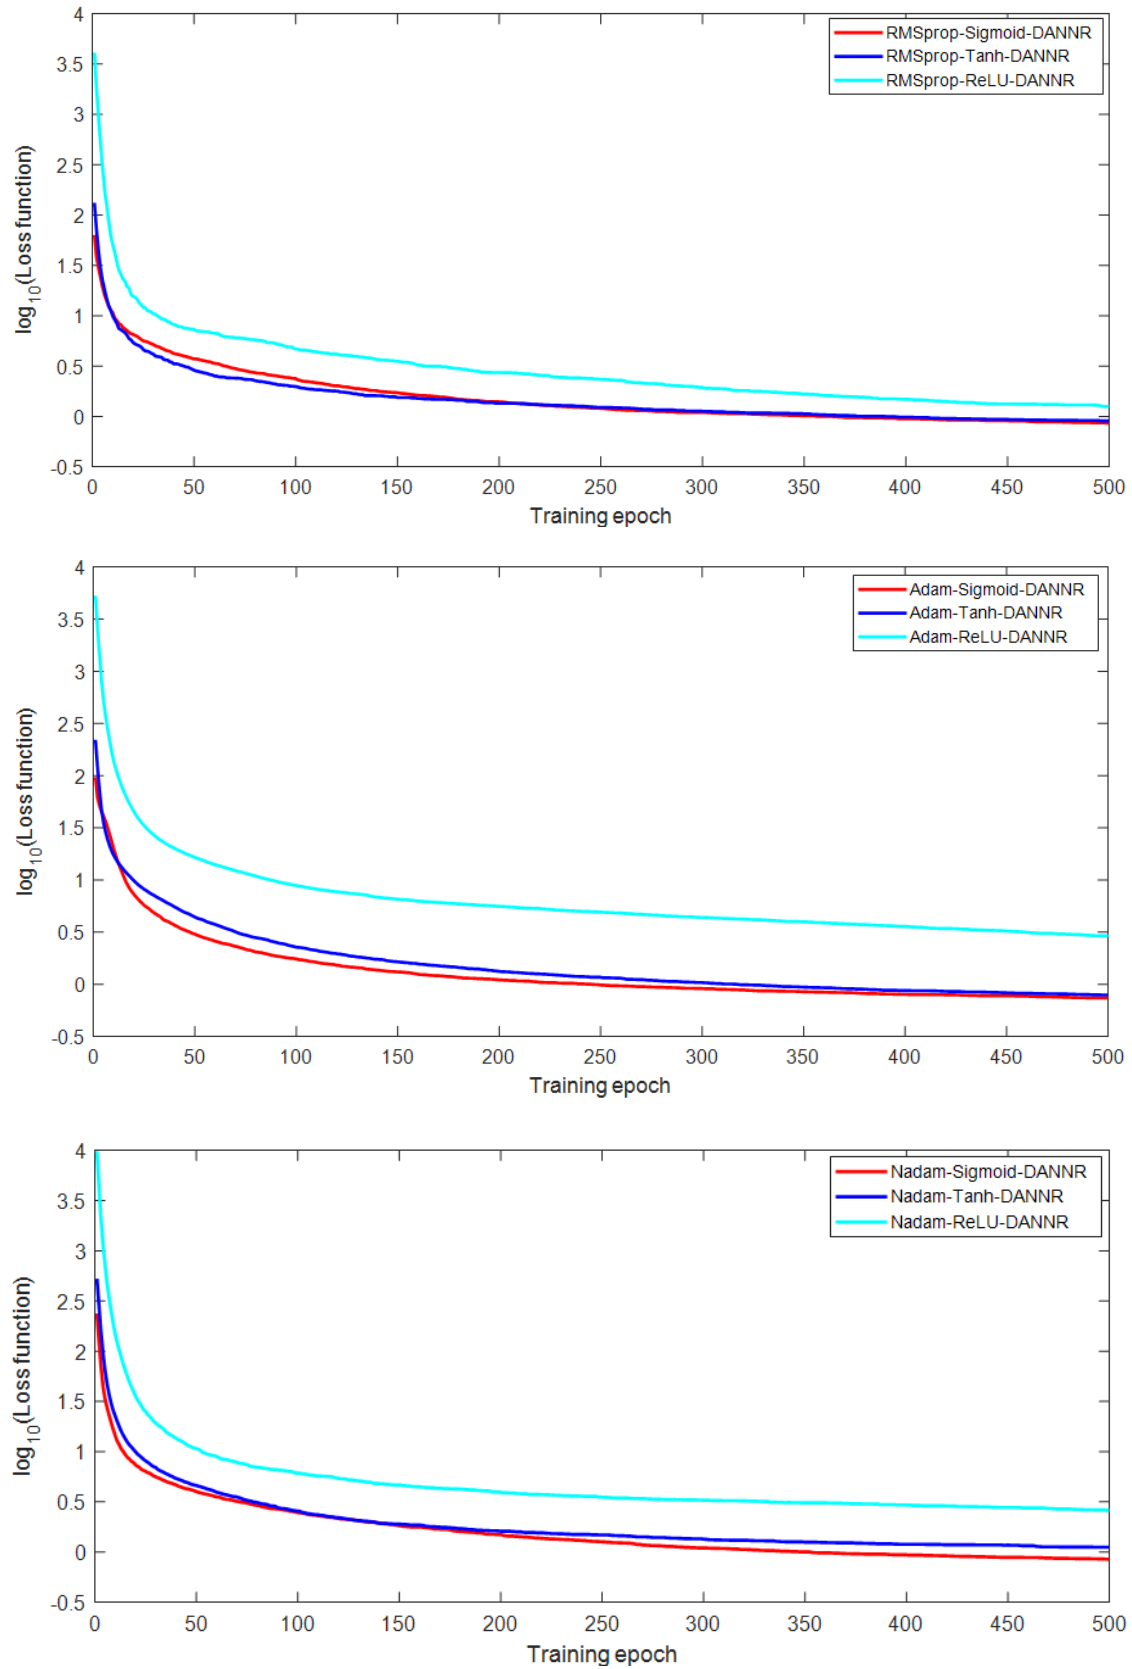 4
3.5
3
2.5
2
1.5
1
0.5
0
-0.5
log10(Loss function)
RMSprop-Sigmoid-DANNR
RMSprop-Tanh-DANNR
RMSprop-ReLU-DANNR
0 50 100 150 200 250 300 350 400 450 500
Training epoch
4
3.5
3
2.5
2
1.5
1
0.5
0
-0.5
log10(Loss function)
Adam-Sigmoid-DANNR
Adam-Tanh-DANNR
Adam-ReLU-DANNR
0 50 100 150 200 250 300 350 400 450 500
Training epoch
4
3.5
3
2.5
2
1.5
1
0.5
0
-0.5
log10(Loss function)
Nadam-Sigmoid-DANNR
Nadam-Tanh-DANNR
Nadam-ReLU-DANNR
0 50 100 150 200 250 300 350 400 450 500
Training epoch